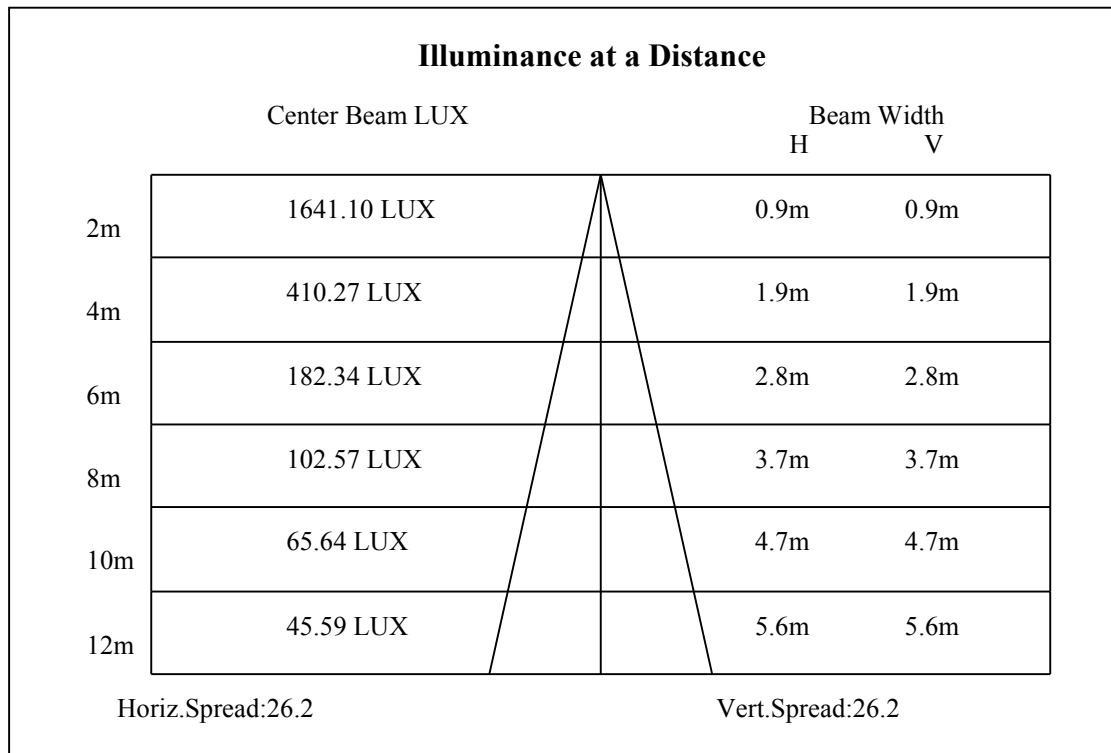 Illuminance at a Distance
Center Beam LUX Beam Width
H V
1641.10 LUX 0.9m 0.9m
2m
410.27 LUX 1.9m 1.9m
4m
182.34 LUX 2.8m 2.8m
6m
102.57 LUX 3.7m 3.7m
8m
65.64 LUX 4.7m 4.7m
10m
45.59 LUX 5.6m 5.6m
12m
Horiz.Spread:26.2 Vert.Spread:26.2